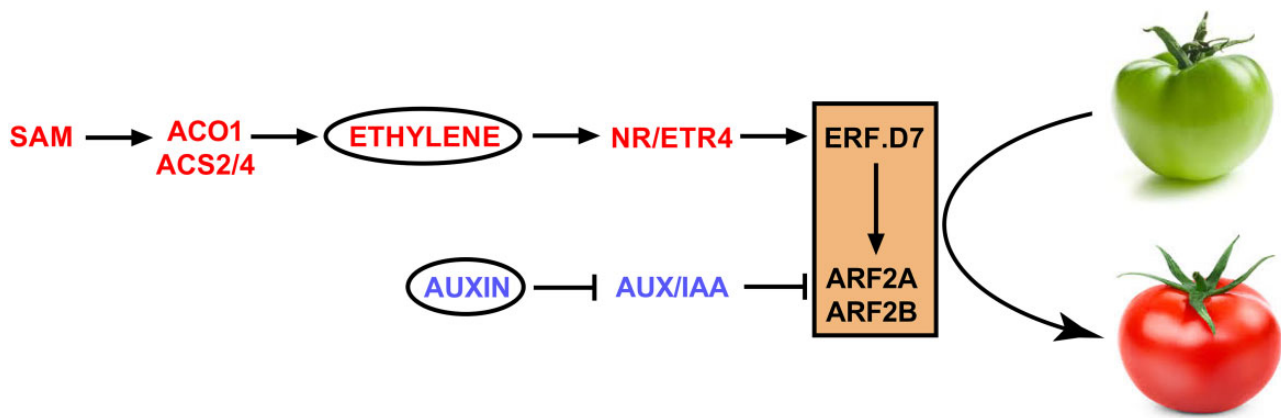 SAM
ACO1
ACS2/4
ETHYLENE
NR/ETR4
ERF.D7
AUXIN
AUX/IAA
ARF2A
ARF2B